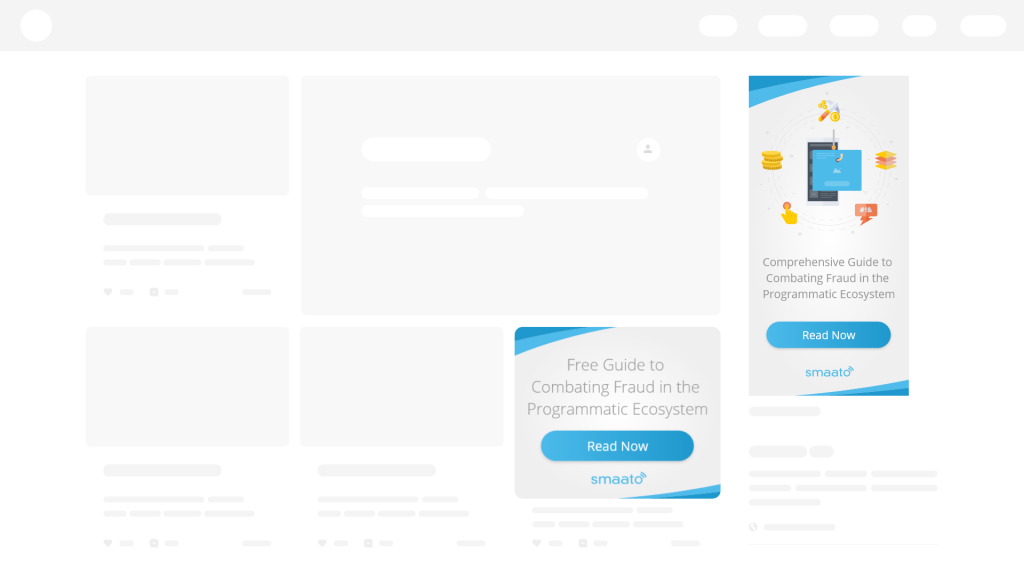 #!&
Comprehensive Guide to
Combating Fraud in the
Programmatic Ecosystem
Read Now
smaato
Free Guide to
Combating Fraud in the
Programmatic Ecosystem
Read Now
smaato